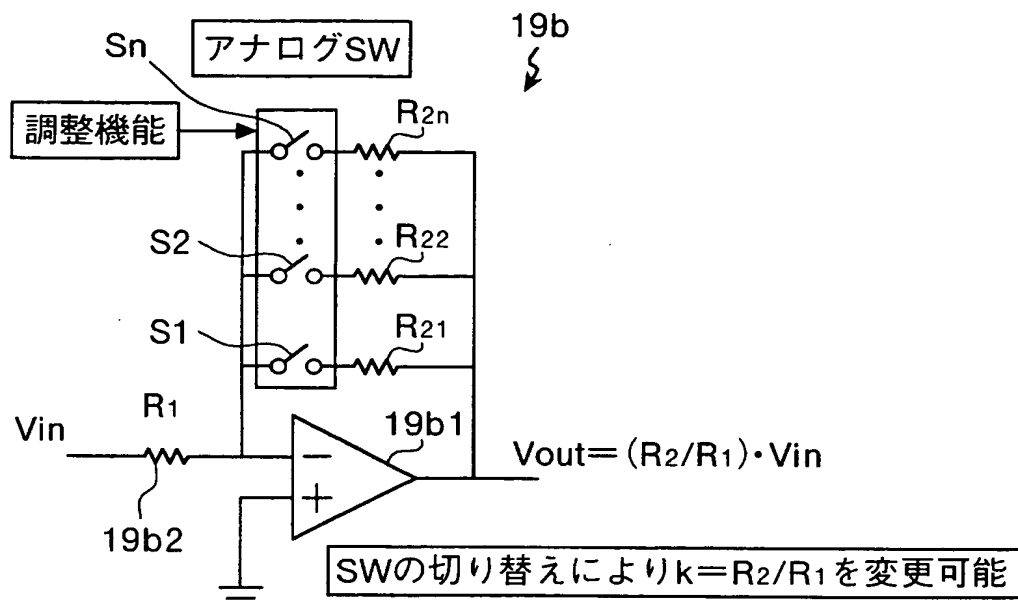 19b
Sn
アナログSW
調整機能
R2n
S2
R22
S1
R21
R1
Vin
19b1
−
+
Vout=(R2/R1)・Vin
19b2
SWの切り替えによりk=R2/R1を変更可能